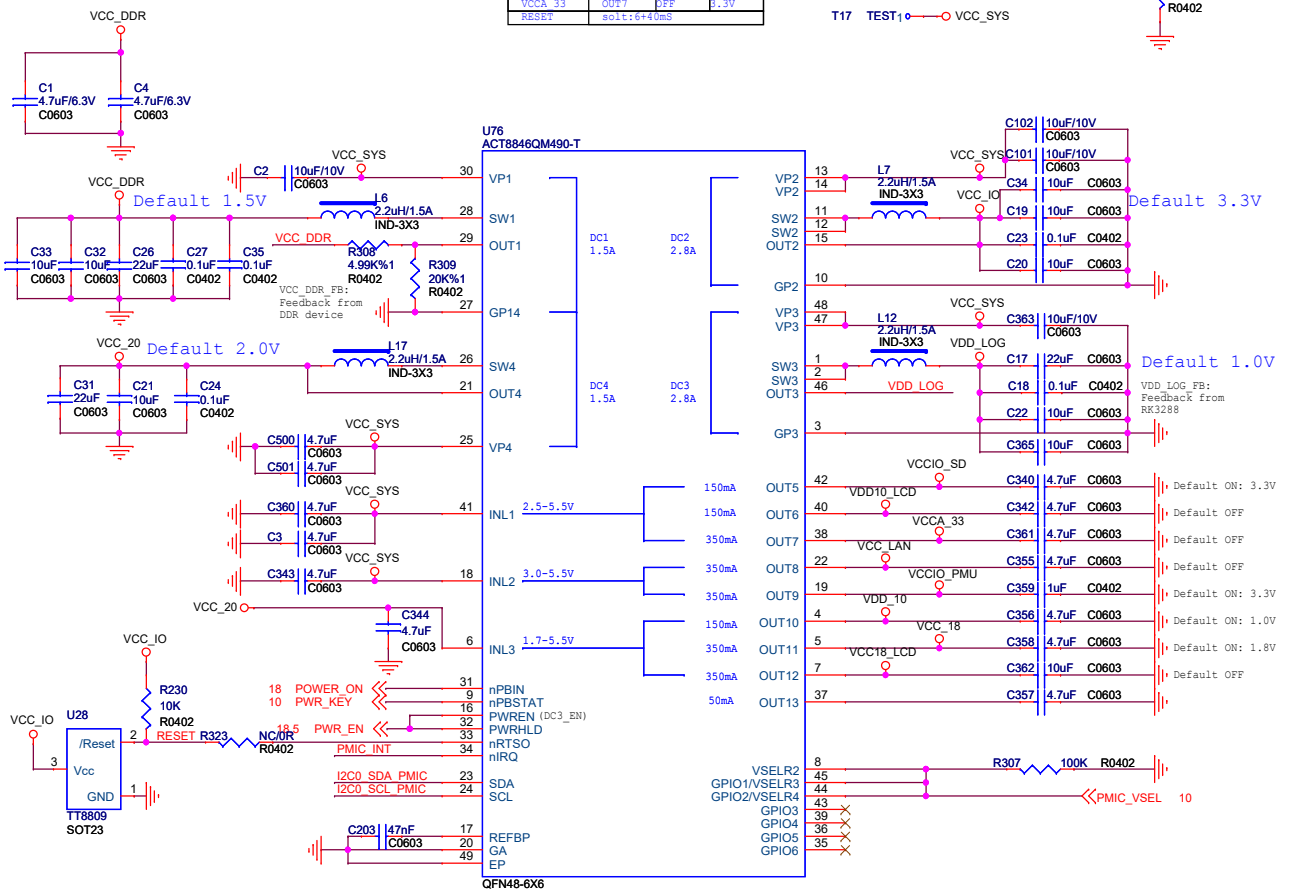 VCCA 33 OUT7 OFF 3.3V
RESET solt:6+40mS
T17 TEST1 VCC_SYS
R0402
VCC_DDR
C1
4.7uF/6.3V
C0603
C4
4.7uF/6.3V
C0603
U76
ACT8846QM490-T
C2 10uF/10V
C0603
VCC_SYS
30 VP1
VCC_DDR
Default 1.5V
L6
2.2uH/1.5A
IND-3X3
28 SW1
VCC_DDR
R308
4.99K%1
R0402
29 OUT1
R309
20K%1
R0402
C33
10uF
C0603
C32
10uF
C0603
C26
22uF
C0603
C27
0.1uF
C0402
C35
0.1uF
C0402
VCC_DDR_FB:
Feedback from
DDR device
27 GP14
DC1
1.5A
DC2
2.8A
VCC_20
Default 2.0V
L17
2.2uH/1.5A
IND-3X3
26 SW4
21 OUT4
C31
22uF
C0603
C21
10uF
C0603
C24
0.1uF
C0402
DC4
1.5A
DC3
2.8A
VCC_SYS
C500 4.7uF
C0603
C501 4.7uF
C0603
25 VP4
VCC_SYS
C360 4.7uF
C0603
C3 4.7uF
C0603
41 INL1 2.5-5.5V
VCC_SYS
C343 4.7uF
C0603
18 INL2 3.0-5.5V
VCC_20
C344
4.7uF
C0603
6 INL3 1.7-5.5V
VCC_IO
R230
10K
R0402
VCC_IO
U28
/Reset 2
3 Vcc
GND 1
TT8809
SOT23
RESET R323 NC/0R
R0402
18 POWER_ON 31 nPBIN
10 PWR_KEY 9 nPBSTAT
16 PWREN (DC3_EN)
18,5 PWR_EN 32 PWRHLD
33 nRTSO
PMIC_INT 34 nIRQ
I2C0_SDA_PMIC 23 SDA
I2C0_SCL_PMIC 24 SCL
C203 47nF
C0603
17 REFBP
20 GA
49 EP
QFN48-6X6
C102 10uF/10V
C0603
C101 10uF/10V
C0603
VCC_SYS
VP2 13
VP2 14
L7
2.2uH/1.5A
IND-3X3
VCC_IO
C34 10uF C0603
Default 3.3V
SW2 11
SW2 12
OUT2 15
C19 10uF C0603
C23 0.1uF C0402
C20 10uF C0603
GP2 10
VP3 48
VP3 47
VCC_SYS
C363 10uF/10V
C0603
L12
2.2uH/1.5A
IND-3X3
VDD_LOG
SW3 1
SW3 2
OUT3 46
VDD_LOG
C17 22uF C0603
Default 1.0V
C18 0.1uF C0402
VDD_LOG_FB:
Feedback from
RK3288
C22 10uF C0603
GP3 3
C365 10uF C0603
150mA OUT5 42 VCCIO_SD C340 4.7uF C0603 Default ON: 3.3V
150mA OUT6 40 VDD10_LCD C342 4.7uF C0603 Default OFF
350mA OUT7 38 VCCA_33 C361 4.7uF C0603 Default OFF
350mA OUT8 22 VCC_LAN C355 4.7uF C0603 Default OFF
350mA OUT9 19 VCCIO_PMU C359 1uF C0402 Default ON: 3.3V
150mA OUT10 4 VDD_10 C356 4.7uF C0603 Default ON: 1.0V
350mA OUT11 5 VCC_18 C358 4.7uF C0603 Default ON: 1.8V
350mA OUT12 7 VCC18_LCD C362 10uF C0603 Default OFF
50mA OUT13 37 C357 4.7uF C0603
VSELR2 8
R307 100K R0402
GPIO1/VSELR3 45
GPIO2/VSELR4 44
PMIC_VSEL 10
GPIO3 43
GPIO4 39
GPIO5 36
GPIO6 35